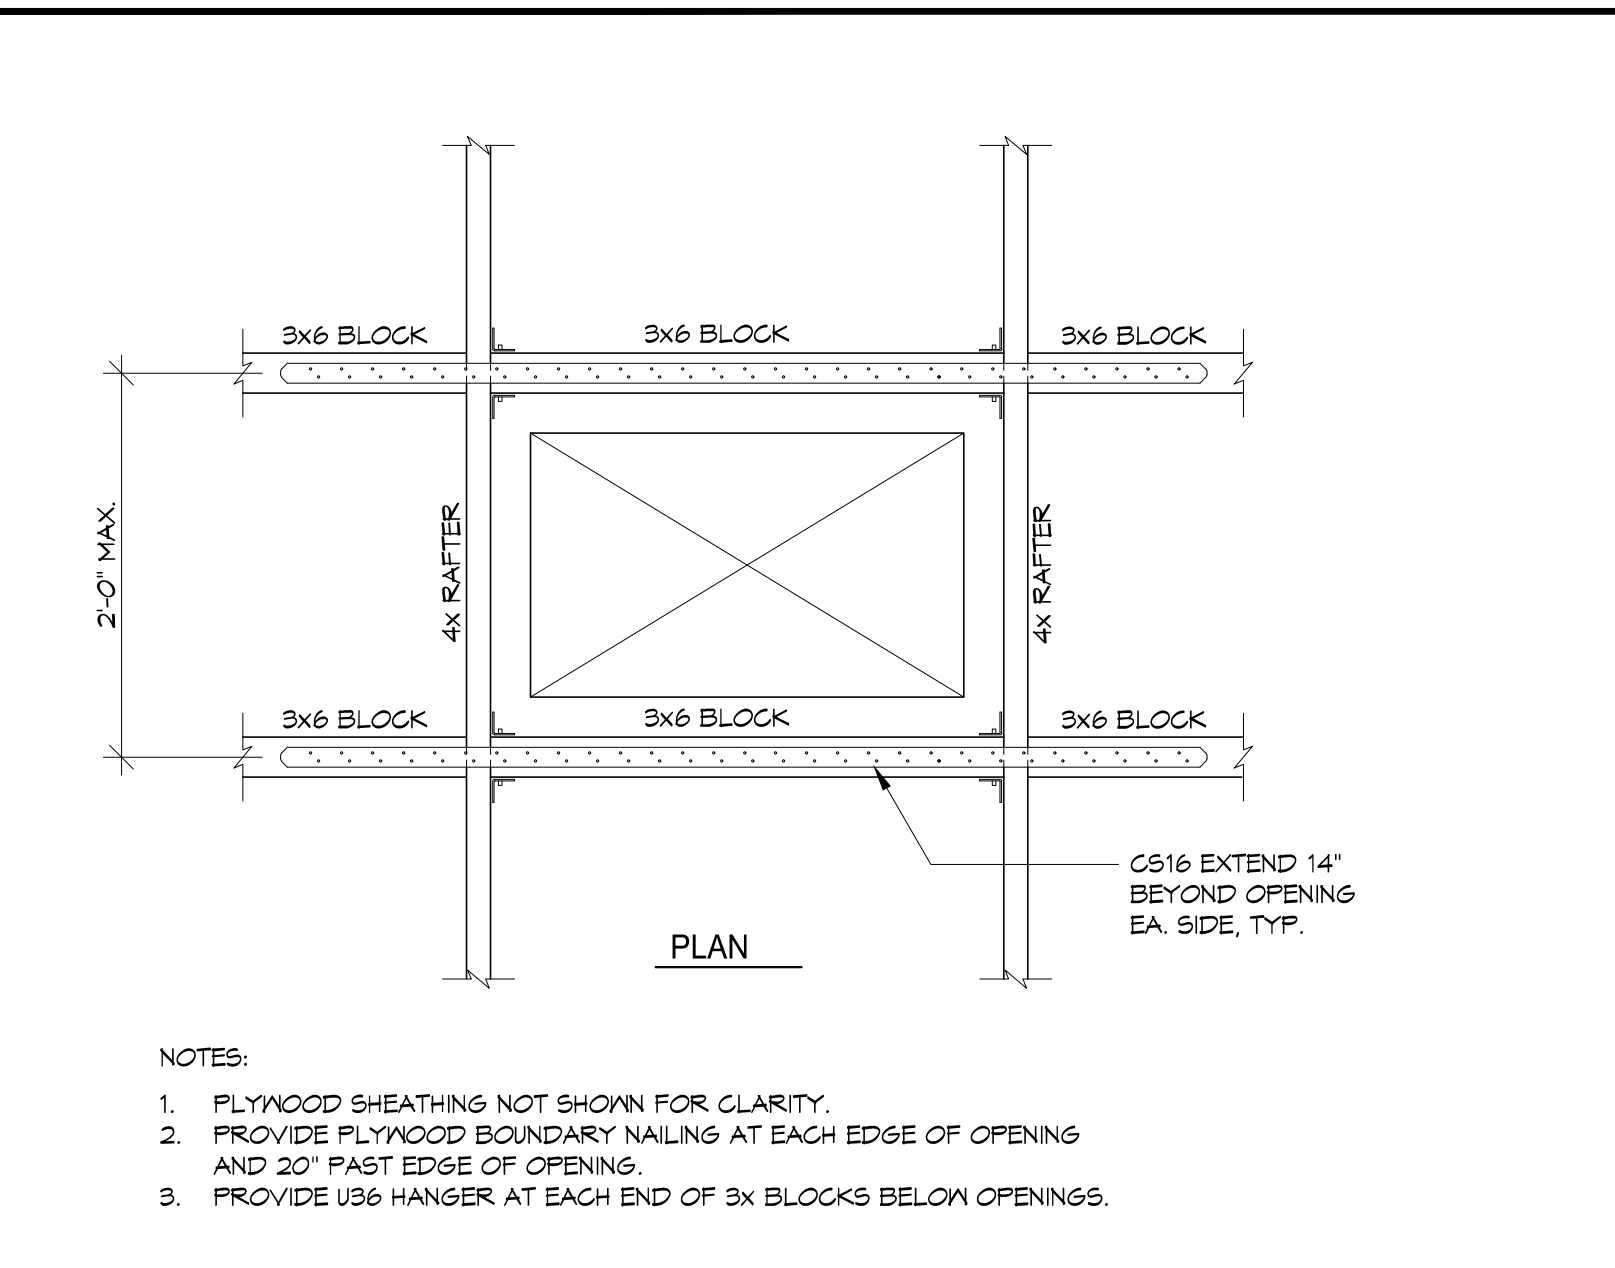 3x6 BLOCK
3x6 BLOCK
3x6 BLOCK
2'-0" MAX.
4x RAFTER
4x RAFTER
3x6 BLOCK
3x6 BLOCK
3x6 BLOCK
CS16 EXTEND 14"
BEYOND OPENING
EA. SIDE, TYP.
PLAN
NOTES:
1. PLYWOOD SHEATHING NOT SHOWN FOR CLARITY.
2. PROVIDE PLYWOOD BOUNDARY NAILING AT EACH EDGE OF OPENING
AND 20" PAST EDGE OF OPENING.
3. PROVIDE U36 HANGER AT EACH END OF 3x BLOCKS BELOW OPENINGS.